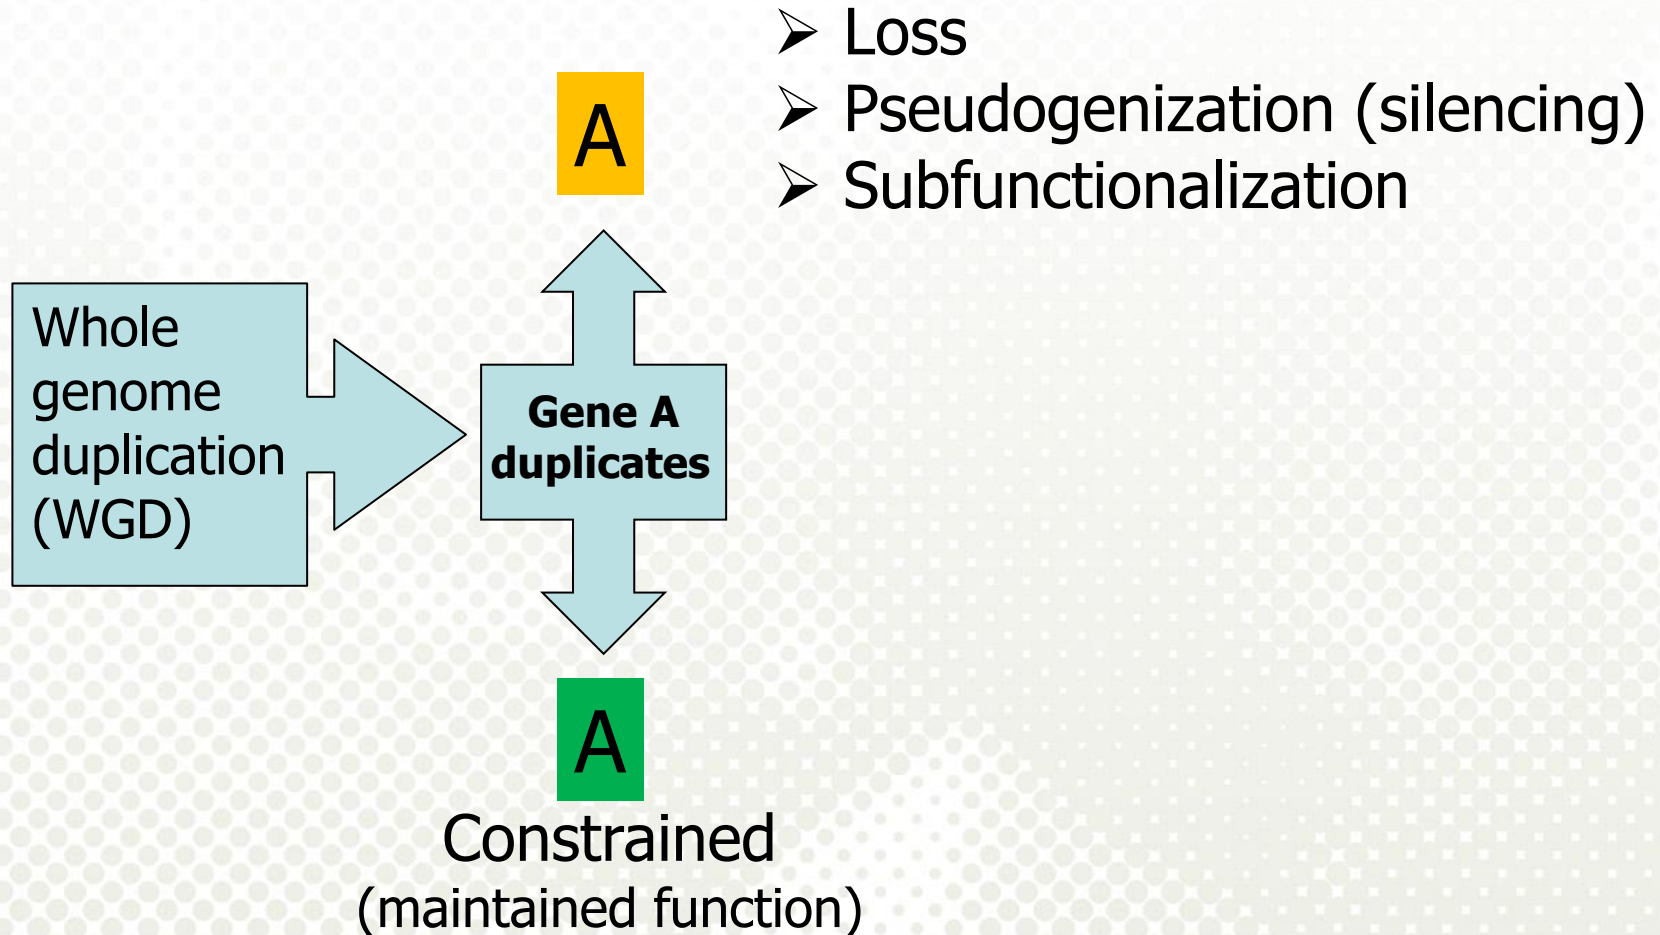 ➢ Loss
➢ Pseudogenization (silencing)
➢ Subfunctionalization
A
Whole
genome
duplication
(WGD)
Gene A
duplicates
A
Constrained
(maintained function)